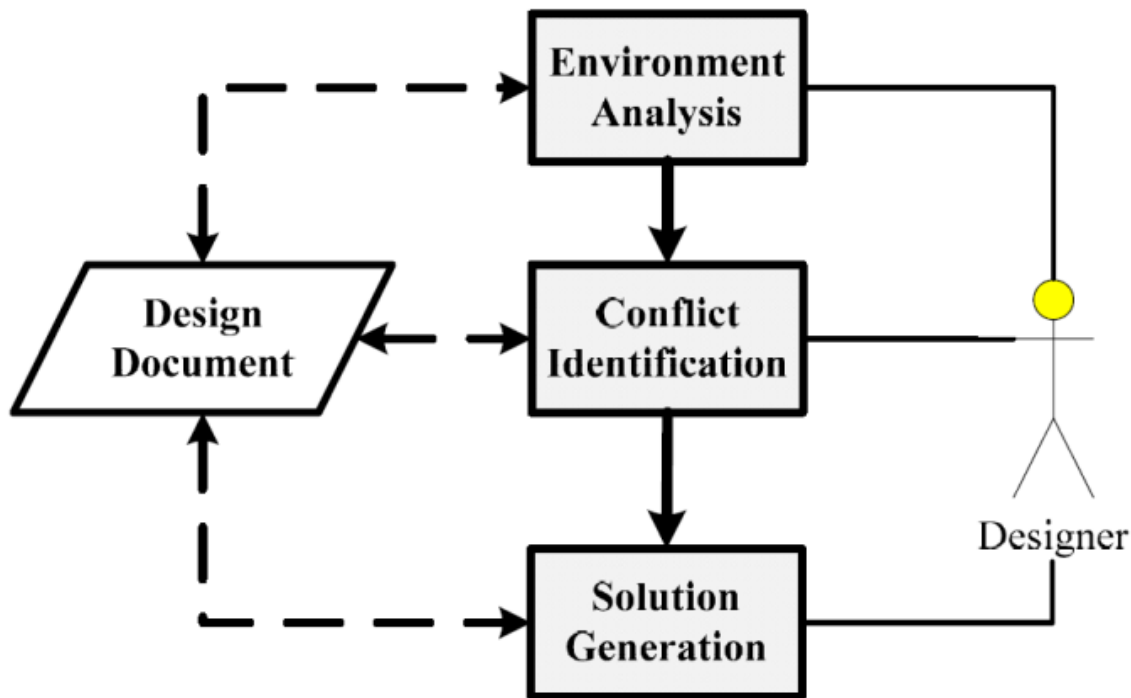 Environment
Analysis
Design
Document
Conflict
Identification
Designer
Solution
Generation